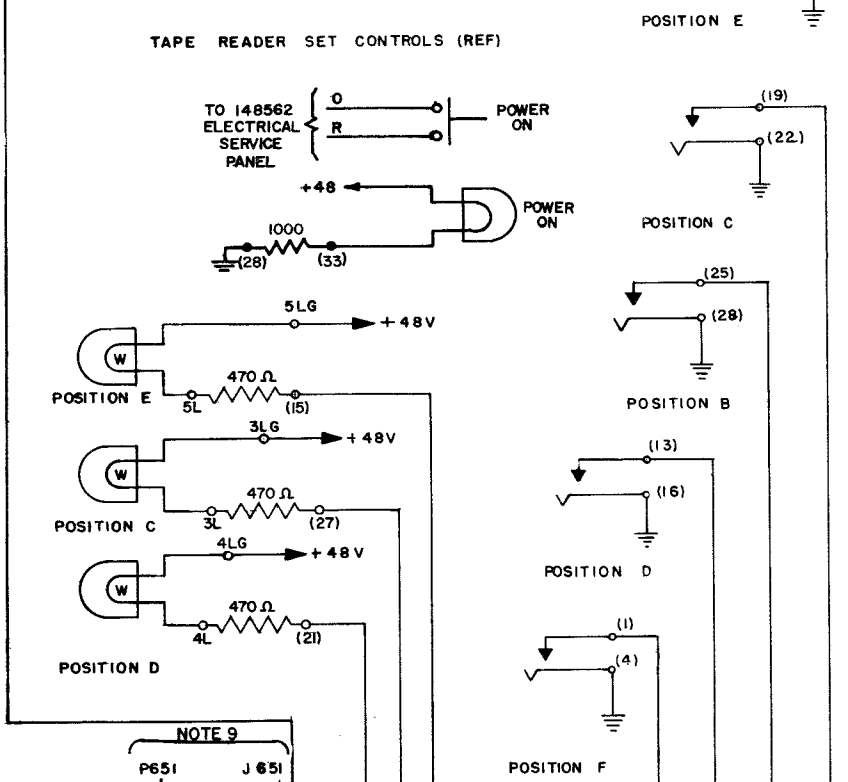 TAPE READER SET CONTROLS (REF)
TO 148562
ELECTRICAL
SERVICE
PANEL
O
R
POWER
ON
+48
POWER
ON
1000
(28)
(33)
5LG
+48V
W
470 Ω
POSITION E
5L
(15)
3LG
+48V
W
470 Ω
POSITION C
3L
(27)
4LG
+48V
W
470 Ω
4L
(21)
POSITION D
NOTE 9
P651
J651
POSITION E
(19)
(22)
POSITION C
(25)
(28)
POSITION B
(13)
(16)
POSITION D
(1)
(4)
POSITION F